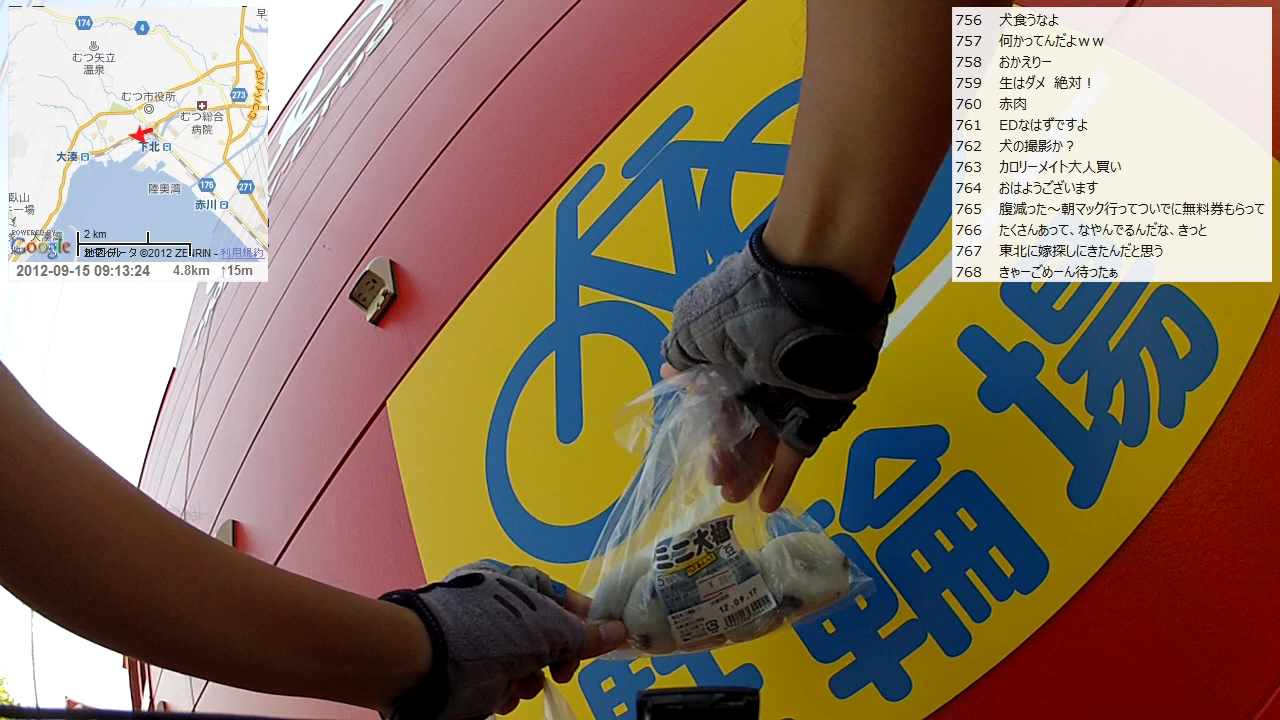 174
4
早
むつ矢立
温泉
むつ市役所
273
むつ総合
病院
大湊
下北
陸奥湾
176
271
赤川
臥山
2 km
POWERED BY
Google
地図データ ©2012 ZENRIN - 利用規約
2012-09-15 09:13:24 4.8km ↑15m
756 犬食うなよ
757 何かってんだよｗｗ
758 おかえりー
759 生はダメ 絶対！
760 赤肉
761 EDなはずですよ
762 犬の撮影か？
763 カロリーメイト大人買い
764 おはようございます
765 腹減った～朝マック行ってついでに無料券もらって
766 たくさんあって、なやんでるんだな、きっと
767 東北に嫁探しにきたんだと思う
768 きゃーごめーん待ったぁ
駐輪場
ミニ大福
豆
12.09.17